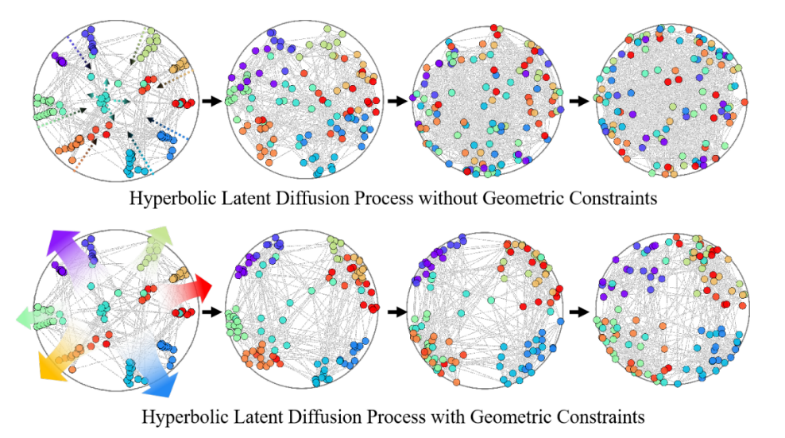 Hyperbolic Latent Diffusion Process without Geometric Constraints
Hyperbolic Latent Diffusion Process with Geometric Constraints